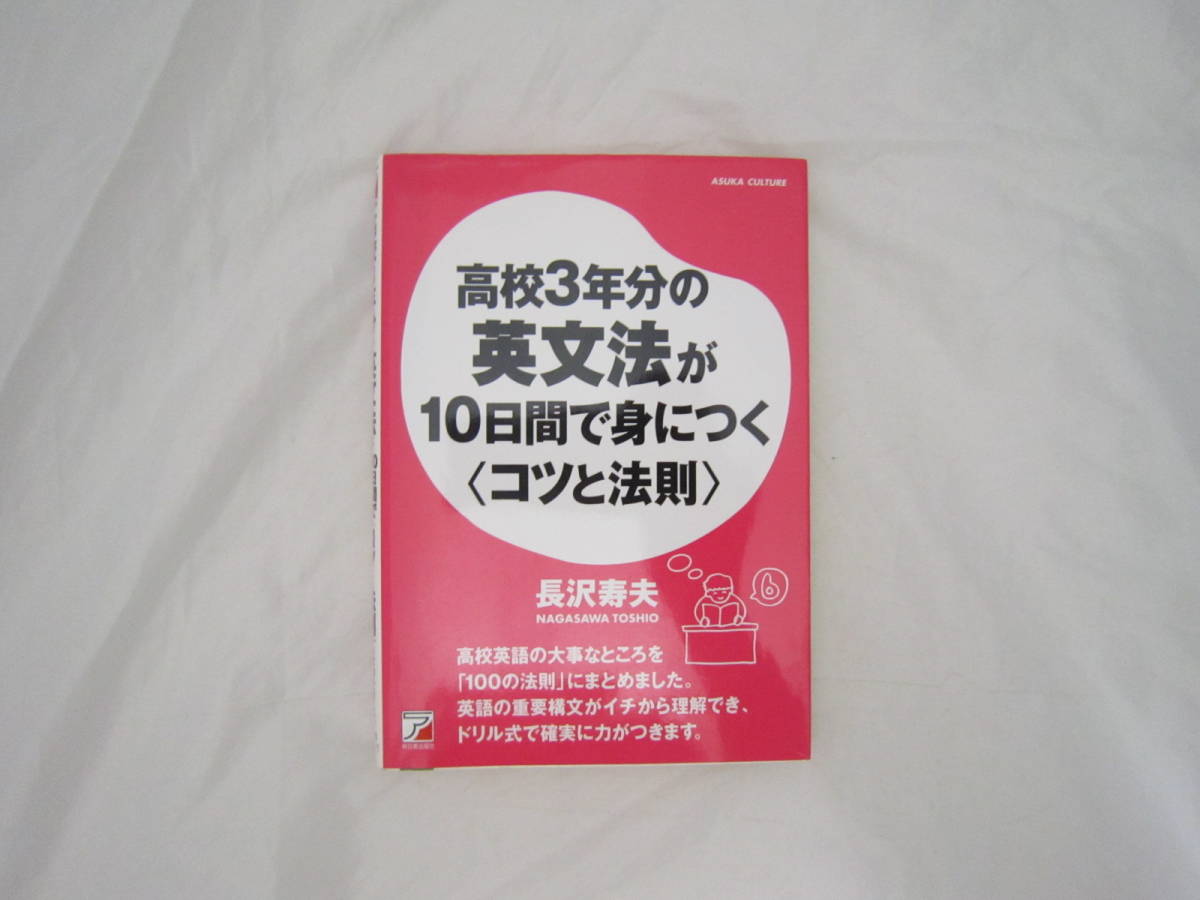 ASUKA CULTURE
高校3年分の
英文法が
10日間で身につく
〈コツと法則〉
長沢寿夫
NAGASAWA TOSHIO
高校英語の大事なところを
「100の法則」にまとめました。
英語の重要構文がイチから理解でき、
ドリル式で確実に力がつきます。